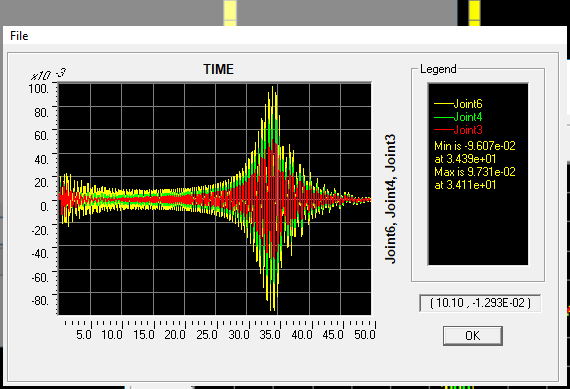 File
TIME
x10 -3
100.
80.
60.
40.
20.
0.
-20.
-40.
-60.
-80.
5.0 10.0 15.0 20.0 25.0 30.0 35.0 40.0 45.0 50.0
Joint6, Joint4, Joint3
Legend
Joint6
Joint4
Joint3
Min is -9.607e-02
at 3.439e+01
Max is 9.731e-02
at 3.411e+01
( 10.10 , -1.293E-02 )
OK